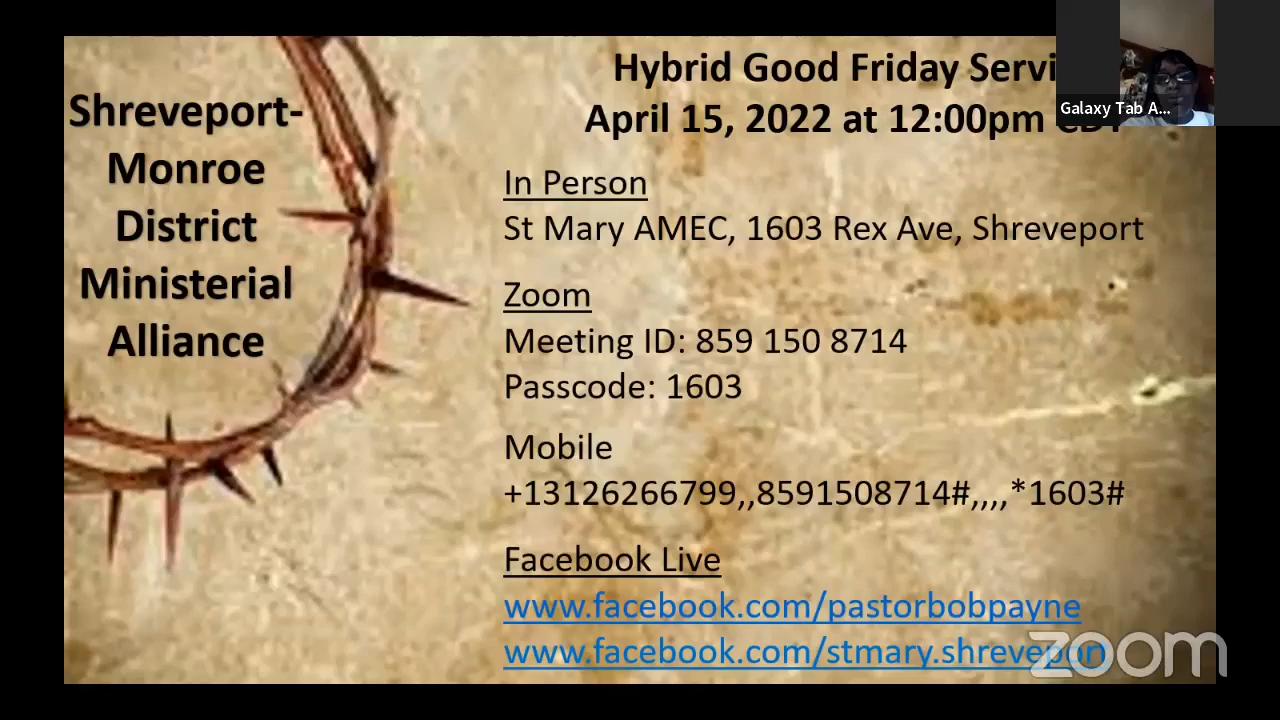 Shreveport-
Monroe
District
Ministerial
Alliance
Hybrid Good Friday Servi
April 15, 2022 at 12:00pm CDT
In Person
St Mary AMEC, 1603 Rex Ave, Shreveport
Zoom
Meeting ID: 859 150 8714
Passcode: 1603
Mobile
+13126266799,,8591508714#,,,,*1603#
Facebook Live
www.facebook.com/pastorbobpayne
www.facebook.com/stmary.shreveport
Galaxy Tab A...
zoom